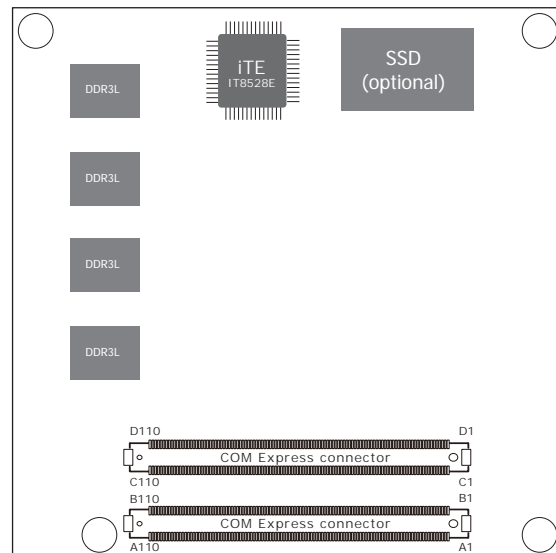 iTE
IT8528E
SSD
(optional)
DDR3L
DDR3L
DDR3L
DDR3L
D110 D1
COM Express connector
C110 C1
B110 B1
COM Express connector
A110 A1